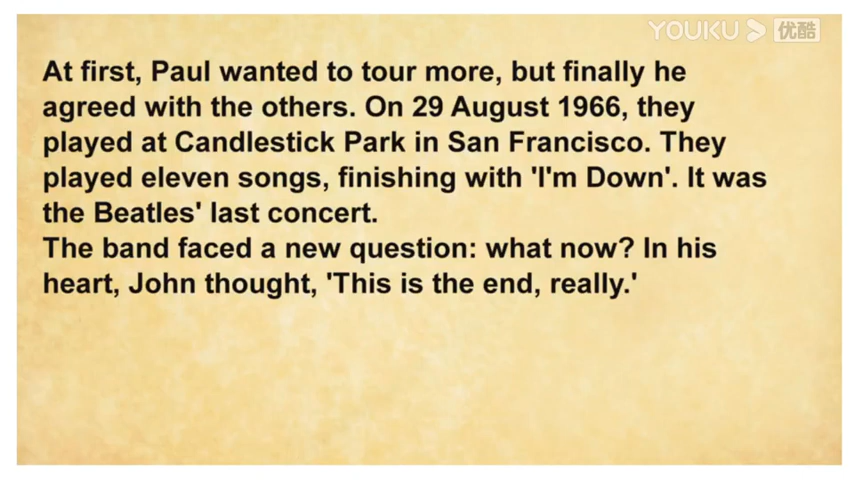 YOUKU 优酷
At first, Paul wanted to tour more, but finally he
agreed with the others. On 29 August 1966, they
played at Candlestick Park in San Francisco. They
played eleven songs, finishing with 'I'm Down'. It was
the Beatles' last concert.
The band faced a new question: what now? In his
heart, John thought, 'This is the end, really.'